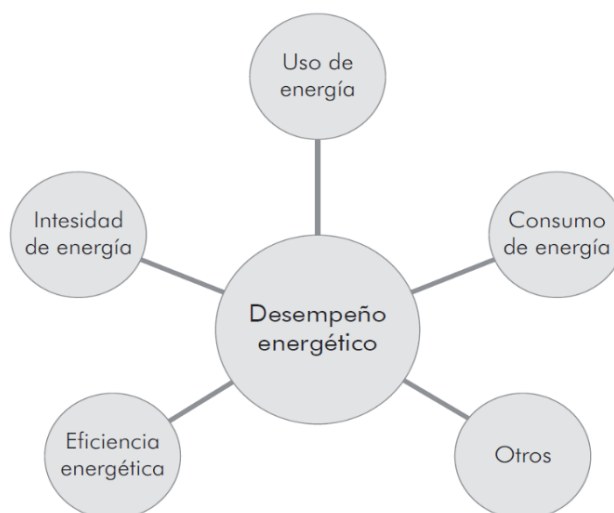 Uso de
energía
Intesidad
de energía
Consumo
de energía
Desempeño
energético
Eficiencia
energética
Otros